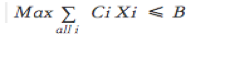 Max ∑ Ci Xi ⩽ B
all i